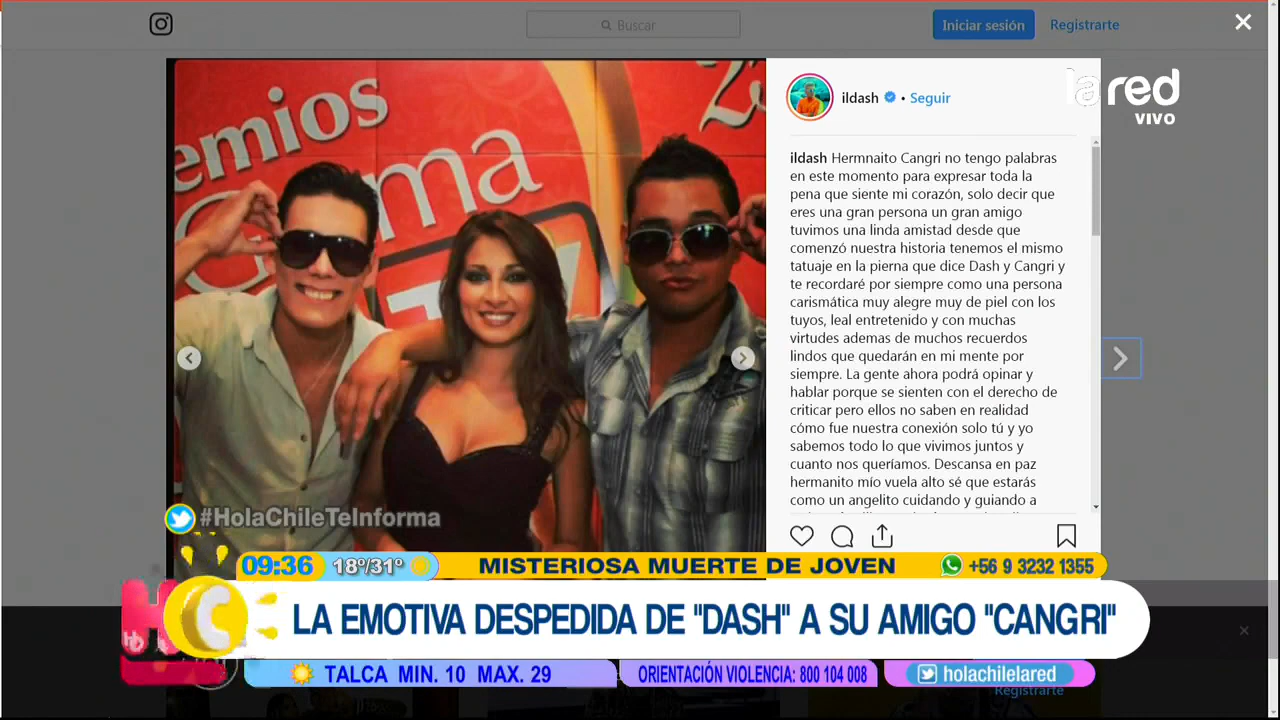 Buscar
Iniciar sesión
Registrarte
emios
la red
VIVO
ildash • Seguir
ildash Hermnaito Cangri no tengo palabras
en este momento para expresar toda la
pena que siente mi corazón, solo decir que
eres una gran persona un gran amigo
tuvimos una linda amistad desde que
comenzó nuestra historia tenemos el mismo
tatuaje en la pierna que dice Dash y Cangri y
te recordaré por siempre como una persona
carismática muy alegre muy de piel con los
tuyos, leal entretenido y con muchas
virtudes ademas de muchos recuerdos
lindos que quedarán en mi mente por
siempre. La gente ahora podrá opinar y
hablar porque se sienten con el derecho de
criticar pero ellos no saben en realidad
cómo fue nuestra conexión solo tú y yo
sabemos todo lo que vivimos juntos y
cuanto nos queríamos. Descansa en paz
hermanito mío vuela alto sé que estarás
como un angelito cuidando y guiando a
#HolaChileTeInforma
09:36
18º/31º
MISTERIOSA MUERTE DE JOVEN
+56 9 3232 1355
HC
LA EMOTIVA DESPEDIDA DE "DASH" A SU AMIGO "CANGRI"
TALCA MIN. 10 MAX. 29
ORIENTACIÓN VIOLENCIA: 800 104 008
holachilelared
Registrarte